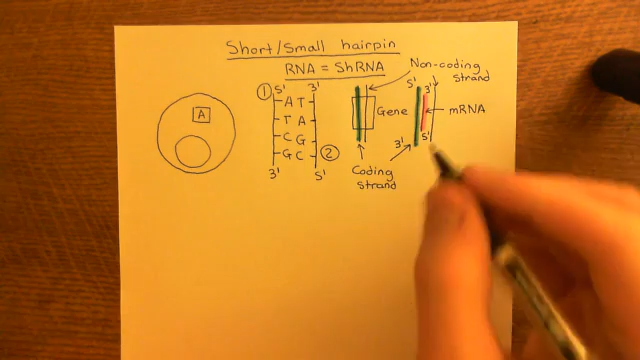 Short/Small hairpin
RNA = ShRNA
A
① 5' 3'
A T
T A
C G
G C ②
3' 5'
Gene
Coding
strand
Non-coding
strand
5' 3'
mRNA
3' 5'